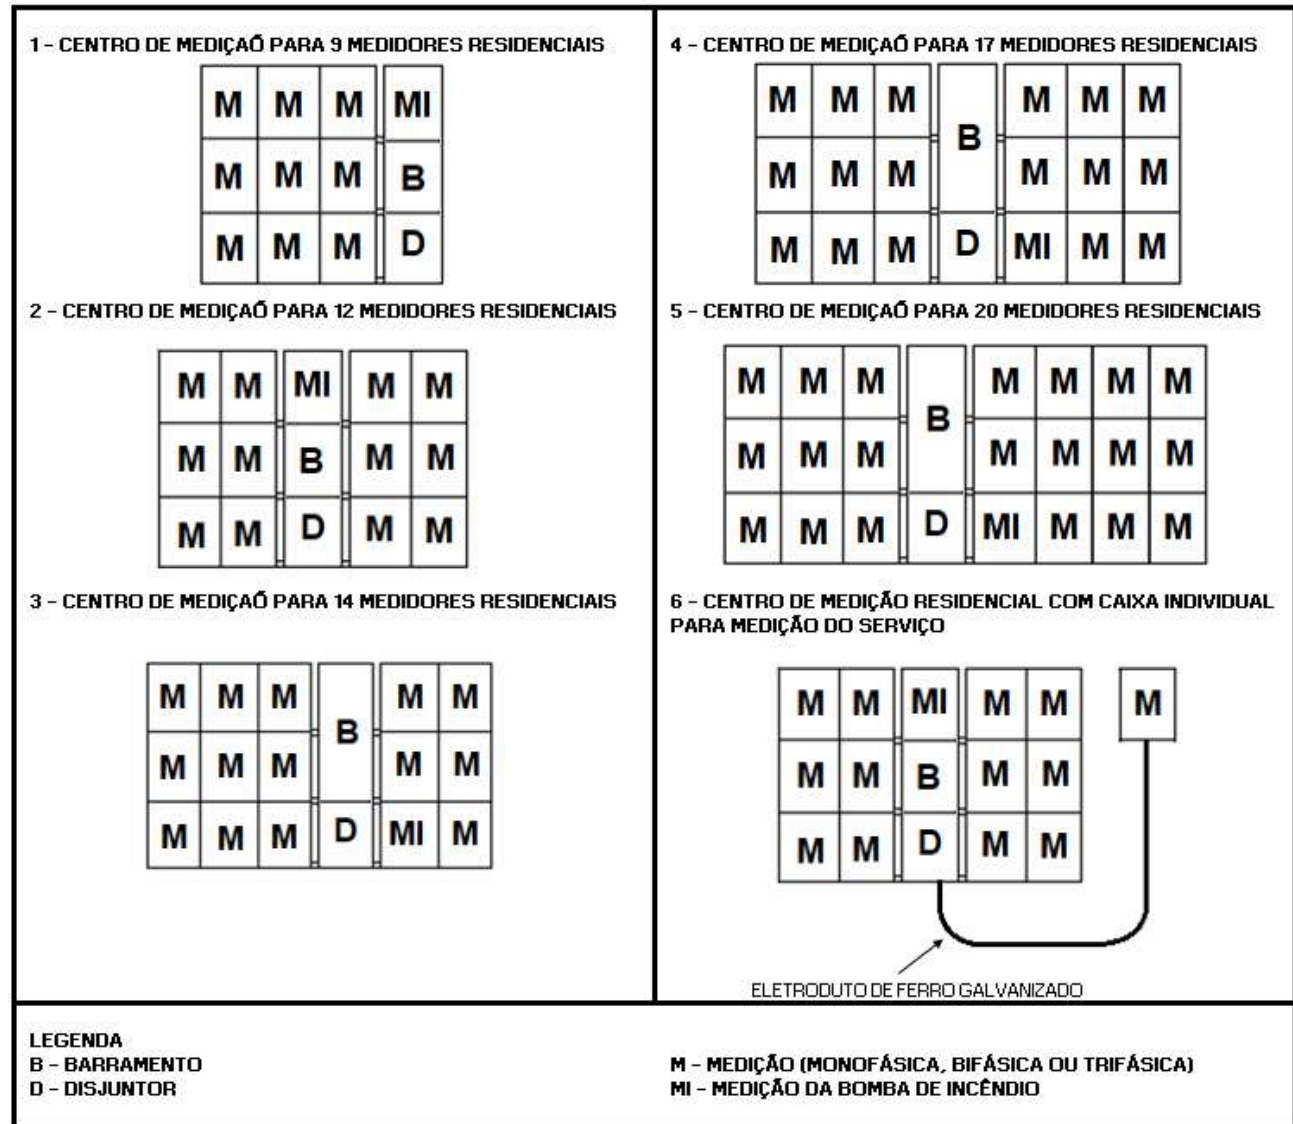 1 - CENTRO DE MEDIÇAÕ PARA 9 MEDIDORES RESIDENCIAIS
M M M MI
M M M B
M M M D
2 - CENTRO DE MEDIÇAÕ PARA 12 MEDIDORES RESIDENCIAIS
M M MI M M
M M B M M
M M D M M
3 - CENTRO DE MEDIÇAÕ PARA 14 MEDIDORES RESIDENCIAIS
M M M B M M
M M M M M
M M M D MI M
4 - CENTRO DE MEDIÇAÕ PARA 17 MEDIDORES RESIDENCIAIS
M M M B M M M
M M M M M M
M M M D MI M M
5 - CENTRO DE MEDIÇAÕ PARA 20 MEDIDORES RESIDENCIAIS
M M M B M M M M
M M M M M M M
M M M D MI M M M
6 - CENTRO DE MEDIÇÃO RESIDENCIAL COM CAIXA INDIVIDUAL
PARA MEDIÇÃO DO SERVIÇO
M M MI M M M
M M B M M
M M D M M
ELETRODUTO DE FERRO GALVANIZADO
LEGENDA
B - BARRAMENTO
D - DISJUNTOR
M - MEDIÇÃO (MONOFÁSICA, BIFÁSICA OU TRIFÁSICA)
MI - MEDIÇÃO DA BOMBA DE INCÊNDIO